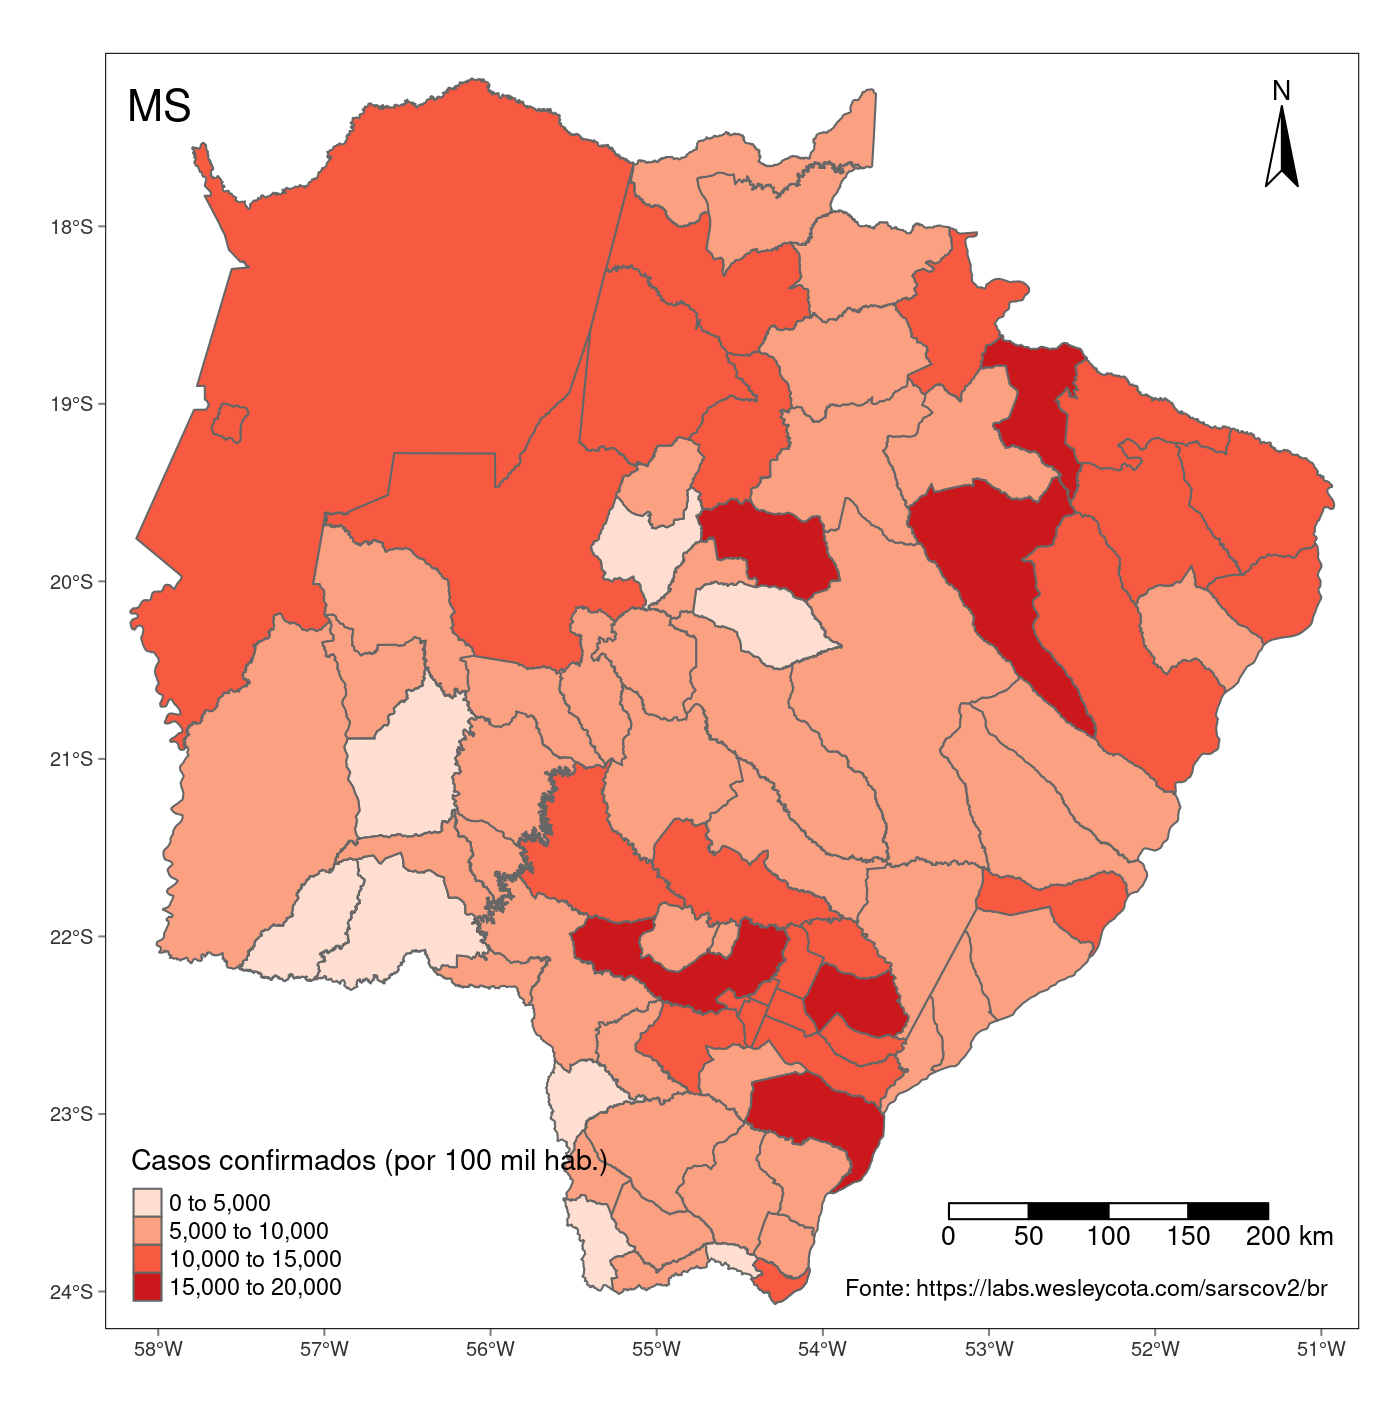 MS
N
18°S
19°S
20°S
21°S
22°S
23°S
24°S
Casos confirmados (por 100 mil hab.)
0 to 5,000
5,000 to 10,000
10,000 to 15,000
15,000 to 20,000
0 50 100 150 200 km
Fonte: https://labs.wesleycota.com/sarscov2/br
58°W 57°W 56°W 55°W 54°W 53°W 52°W 51°W